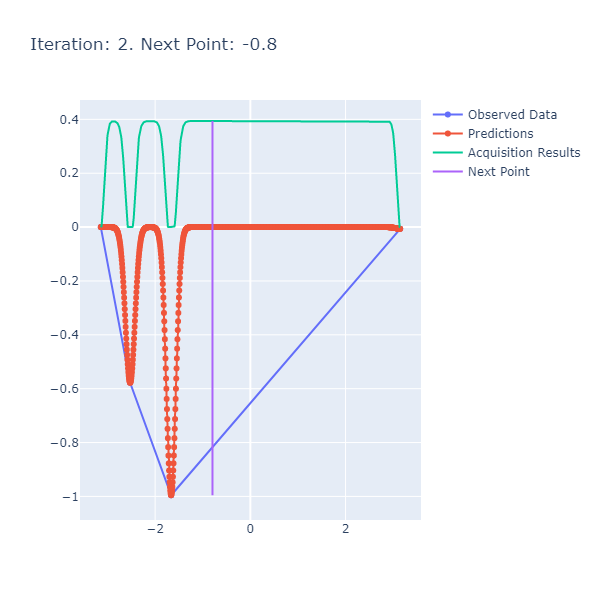 Iteration: 2. Next Point: -0.8
Observed Data
Predictions
Acquisition Results
Next Point
0.4
0.2
0
−0.2
−0.4
−0.6
−0.8
−1
−2
0
2